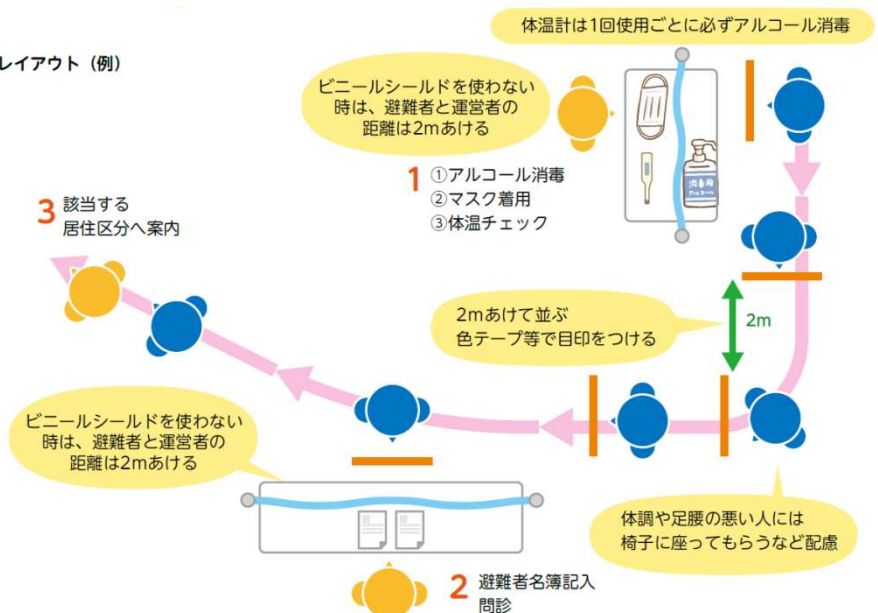 レイアウト（例）
体温計は1回使用ごとに必ずアルコール消毒
ビニールシールドを使わない
時は、避難者と運営者の
距離は2mあける
1 ①アルコール消毒
②マスク着用
③体温チェック
消毒用
アルコール
2mあけて並ぶ
色テープ等で目印をつける
2m
体調や足腰の悪い人には
椅子に座ってもらうなど配慮
ビニールシールドを使わない
時は、避難者と運営者の
距離は2mあける
2 避難者名簿記入
問診
3 該当する
居住区分へ案内